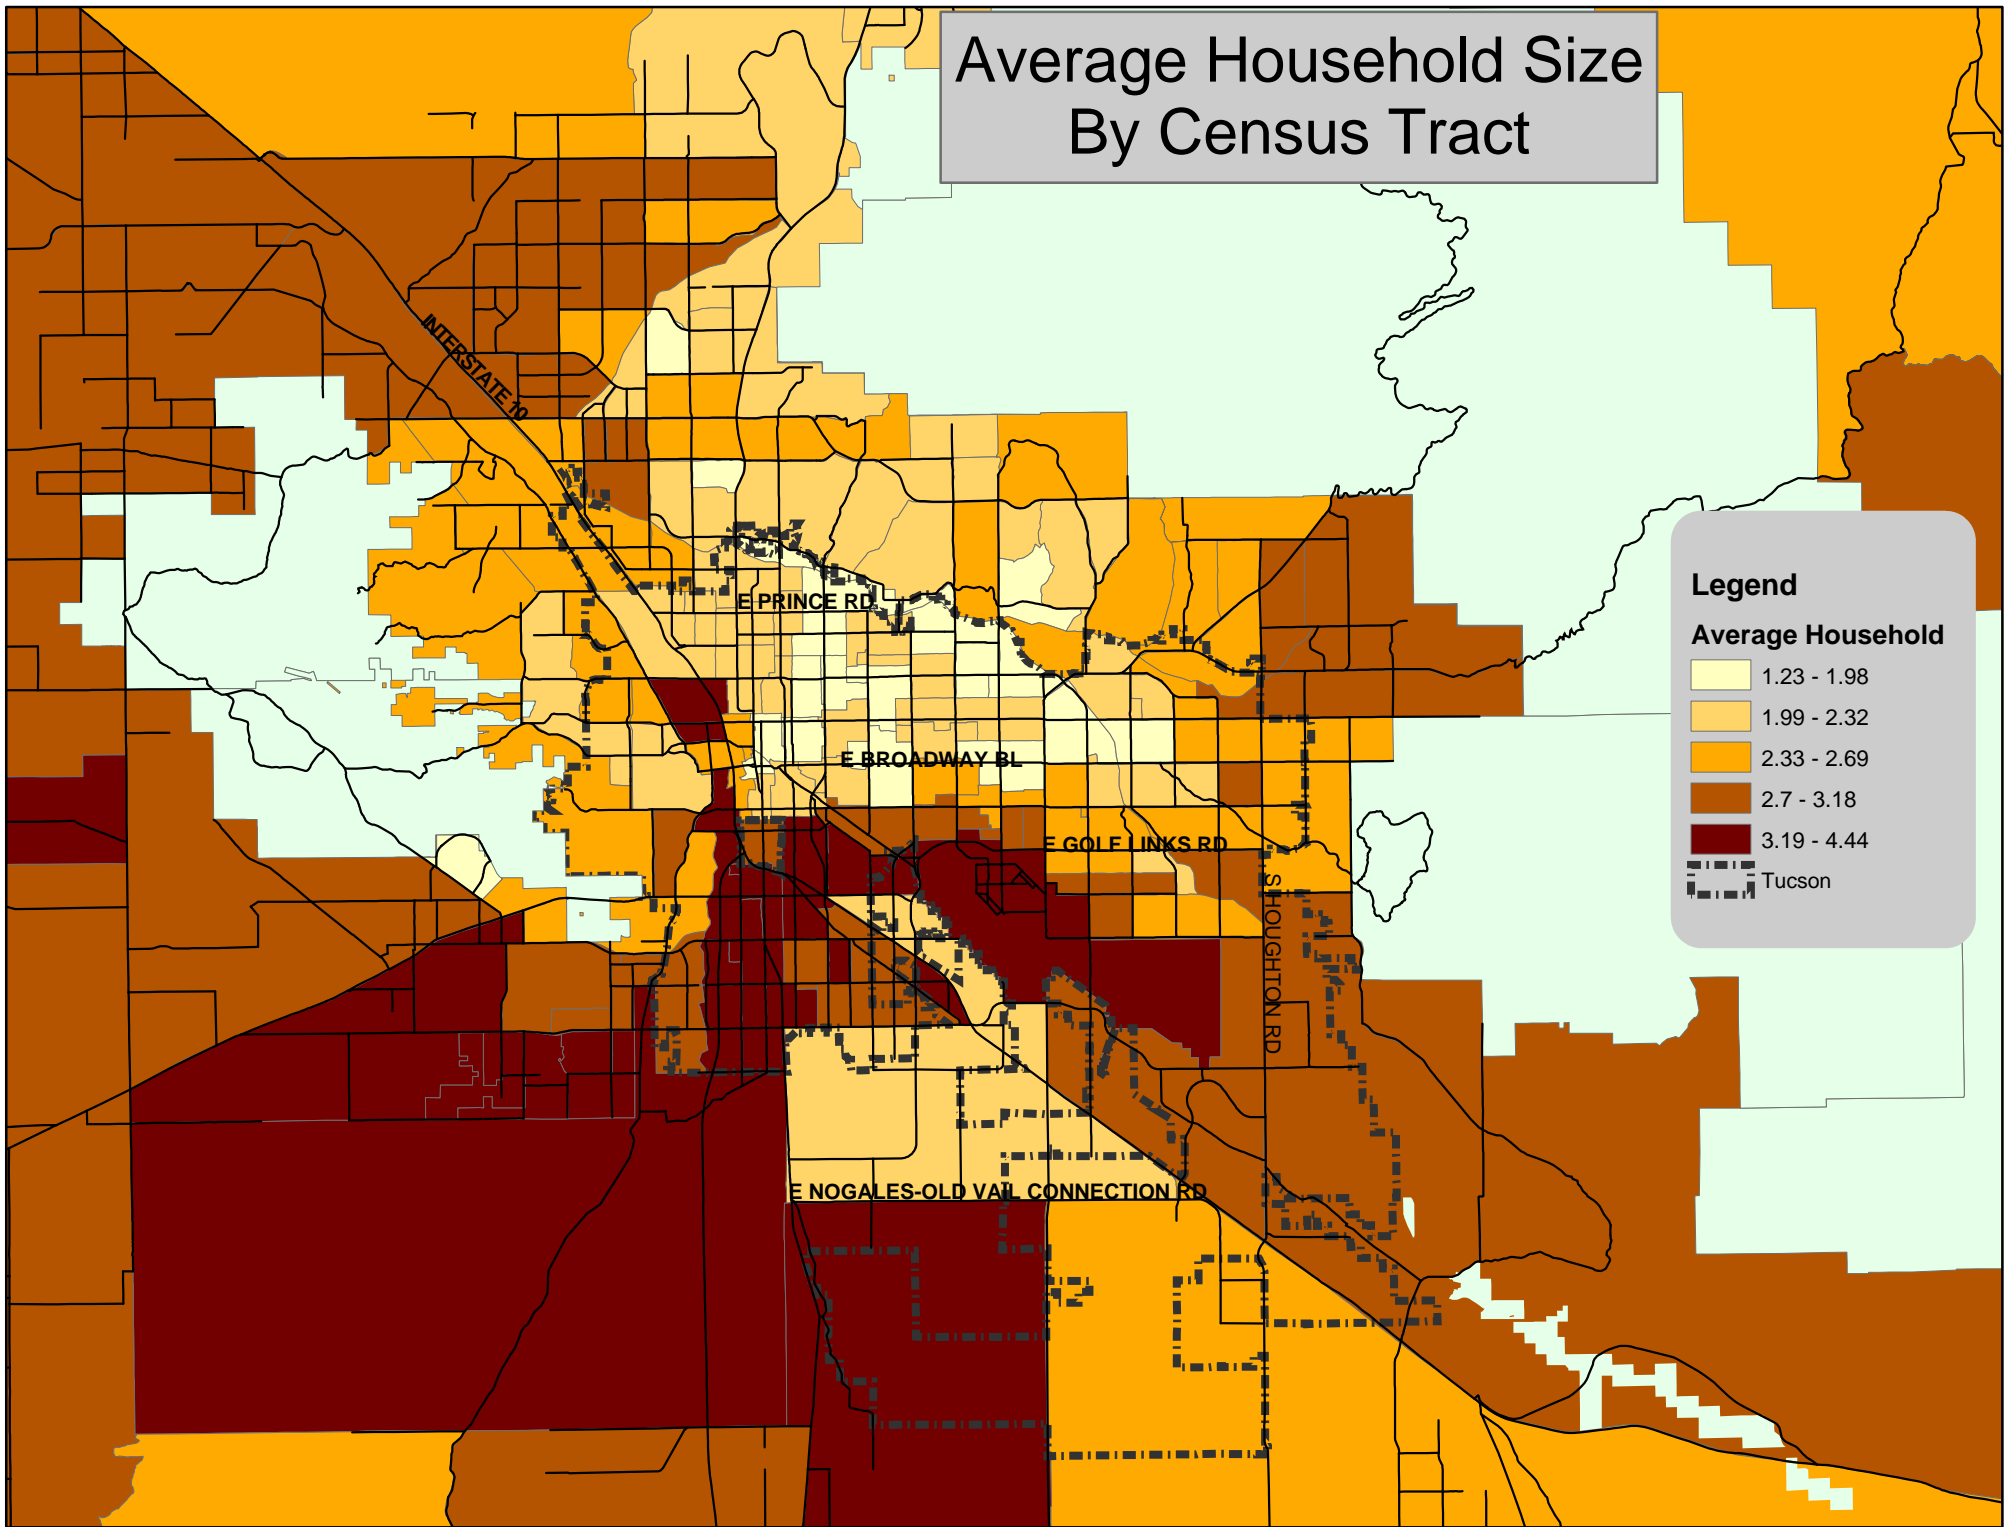 Average Household Size
By Census Tract
INTERSTATE 10
E PRINCE RD
E BROADWAY BL
E GOLF LINKS RD
S HOUGHTON RD
E NOGALES-OLD VAIL CONNECTION RD
Legend
Average Household
1.23 - 1.98
1.99 - 2.32
2.33 - 2.69
2.7 - 3.18
3.19 - 4.44
Tucson